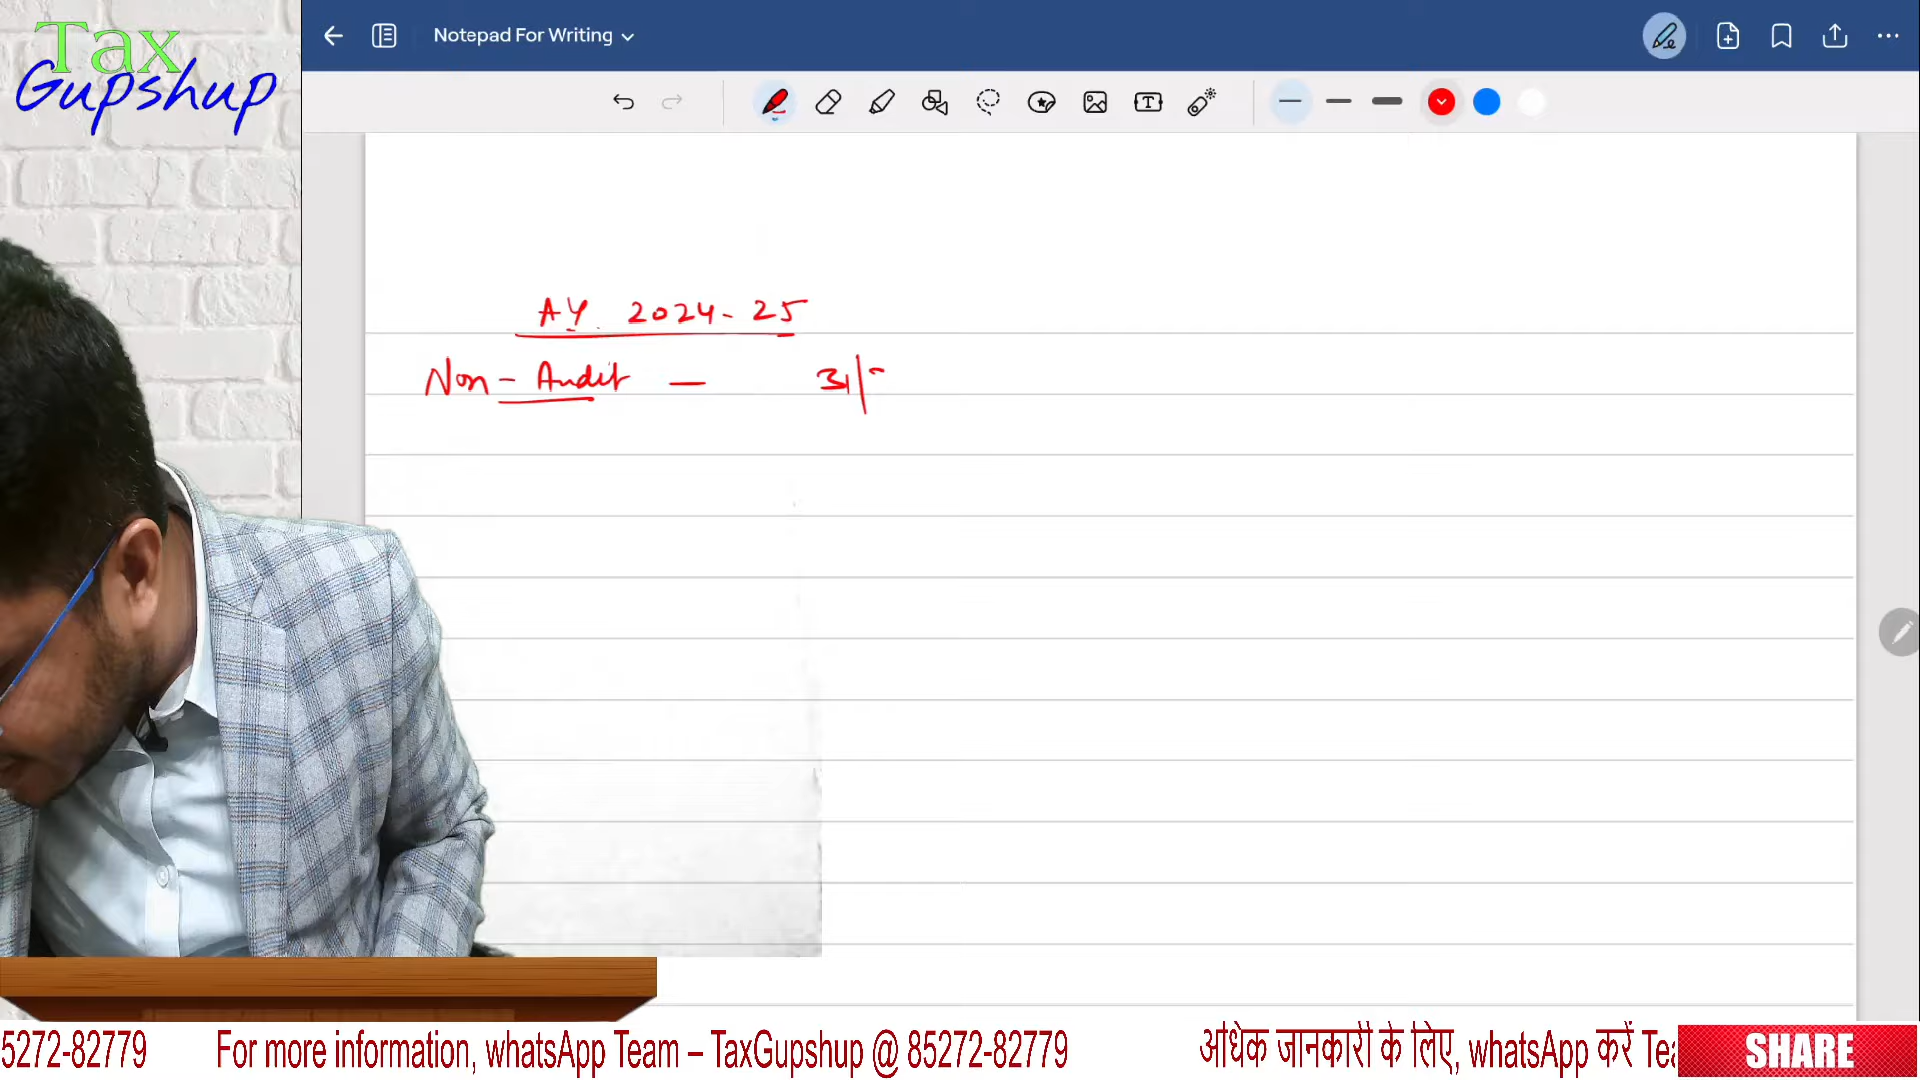 Tax
Gupshup
Notepad For Writing
AY. 2024-25
Non-Audit — 31/
5272-82779 For more information, whatsApp Team – TaxGupshup @ 85272-82779 अधिक जानकारी के लिए, whatsApp करें Tea
SHARE